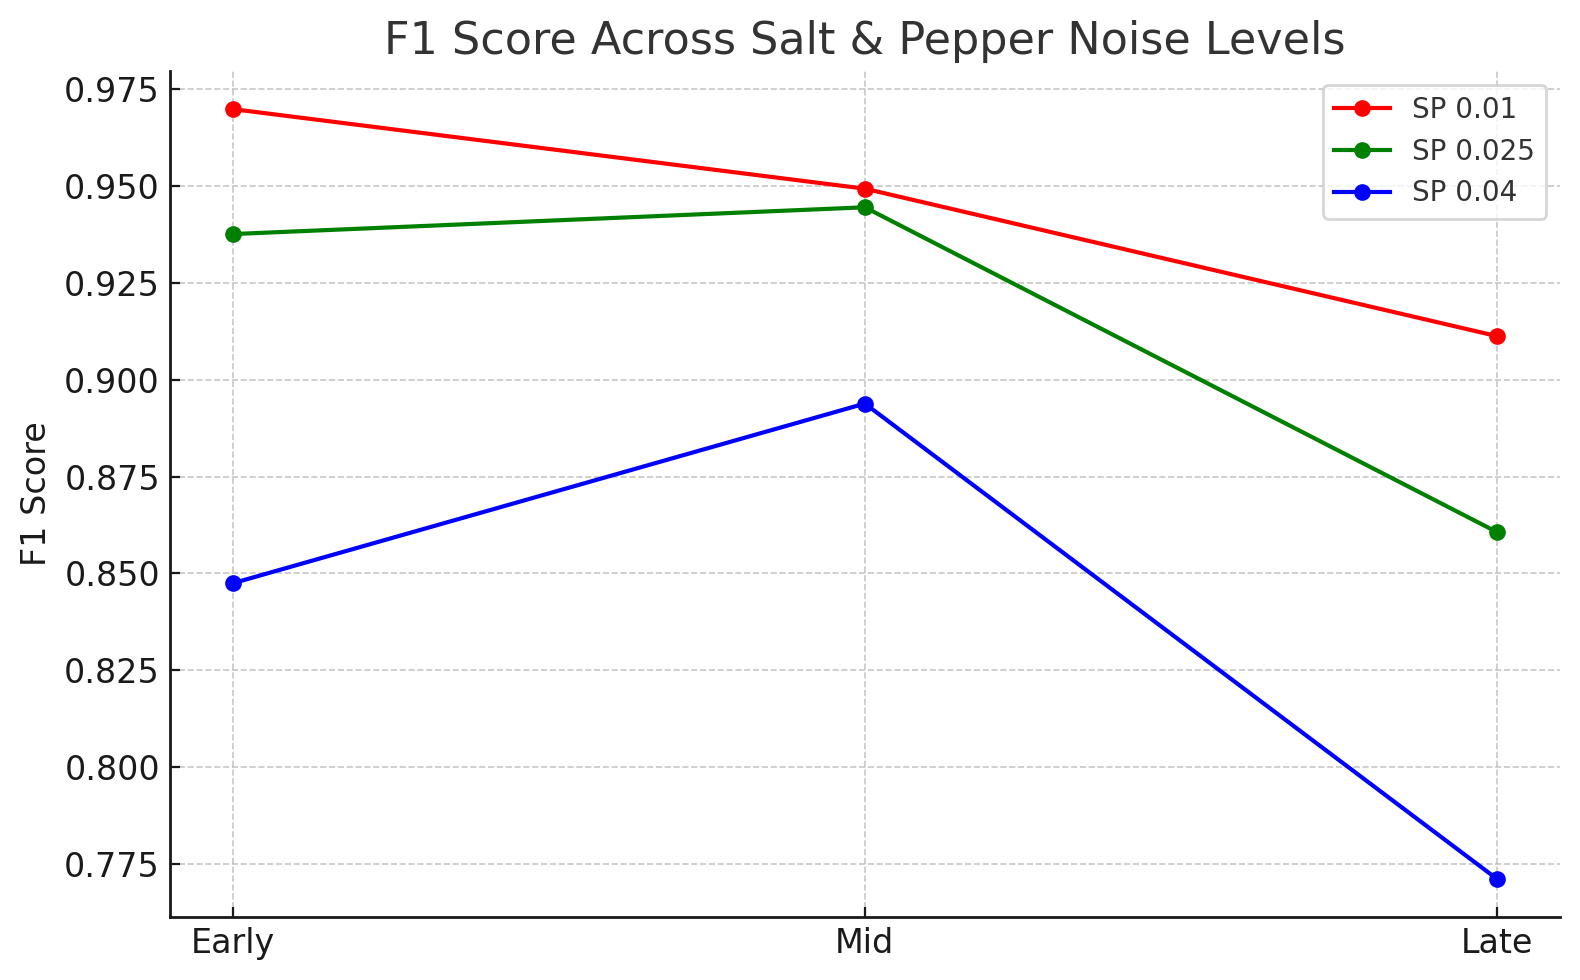 F1 Score Across Salt & Pepper Noise Levels
SP 0.01
SP 0.025
SP 0.04
F1 Score
0.975
0.950
0.925
0.900
0.875
0.850
0.825
0.800
0.775
Early
Mid
Late